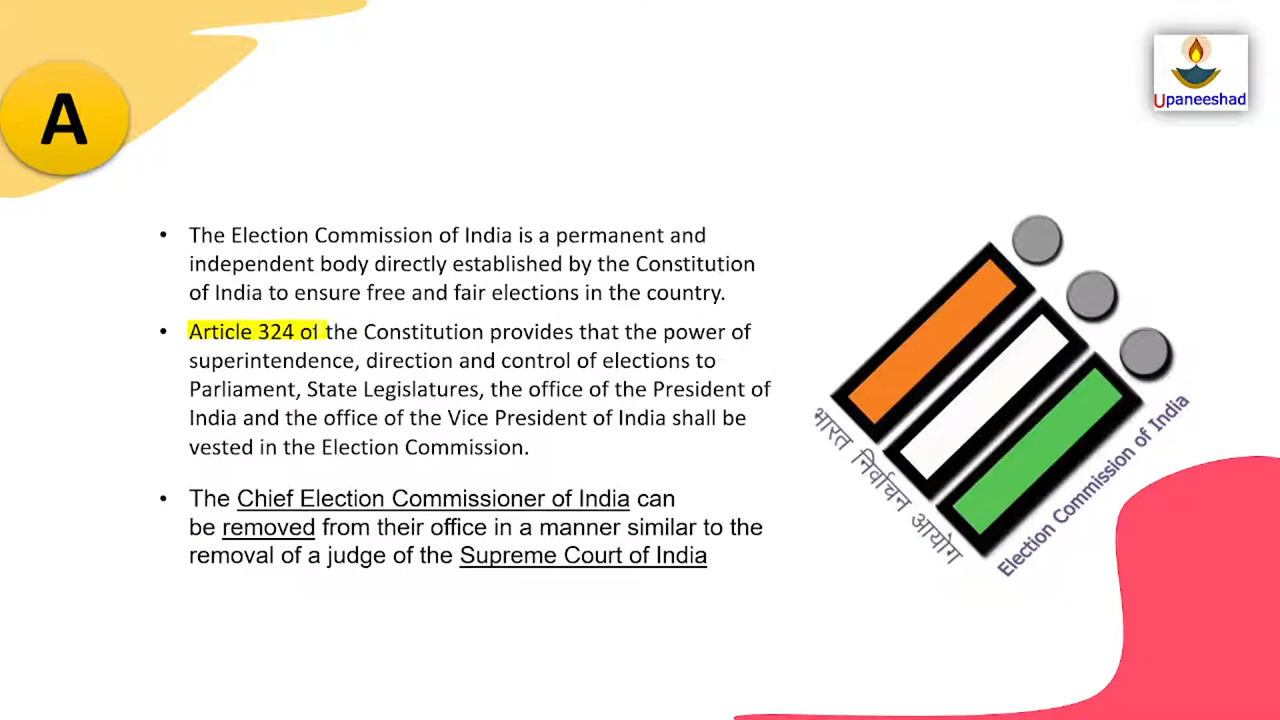 A
Upaneeshad
• The Election Commission of India is a permanent and
independent body directly established by the Constitution
of India to ensure free and fair elections in the country.
• Article 324 of the Constitution provides that the power of
superintendence, direction and control of elections to
Parliament, State Legislatures, the office of the President of
India and the office of the Vice President of India shall be
vested in the Election Commission.
• The Chief Election Commissioner of India can
be removed from their office in a manner similar to the
removal of a judge of the Supreme Court of India
भारत निर्वाचन आयोग
Election Commission of India